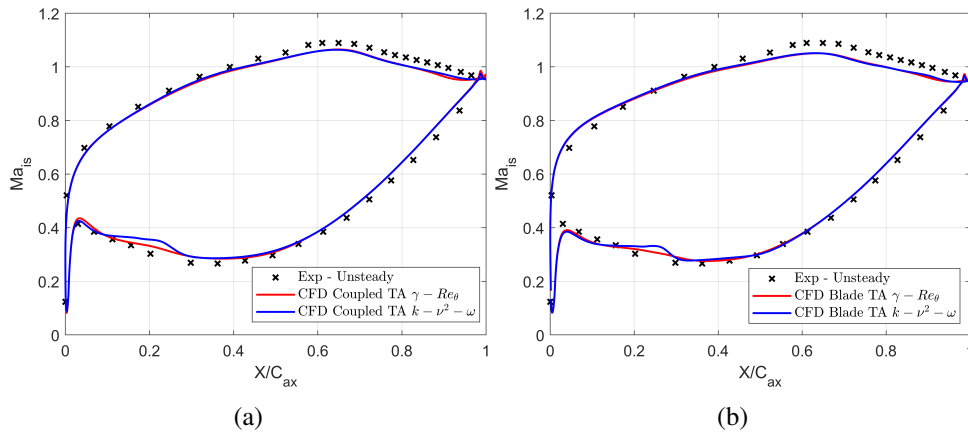 1.2
1
0.8
0.6
0.4
0.2
0
Ma_is
0 0.2 0.4 0.6 0.8 1
X/C_ax
Exp - Unsteady
CFD Coupled TA γ − Re_θ
CFD Coupled TA k − ν² − ω
(a)
1.2
1
0.8
0.6
0.4
0.2
0
Ma_is
0 0.2 0.4 0.6 0.8 1
X/C_ax
Exp - Unsteady
CFD Blade TA γ − Re_θ
CFD Blade TA k − ν² − ω
(b)